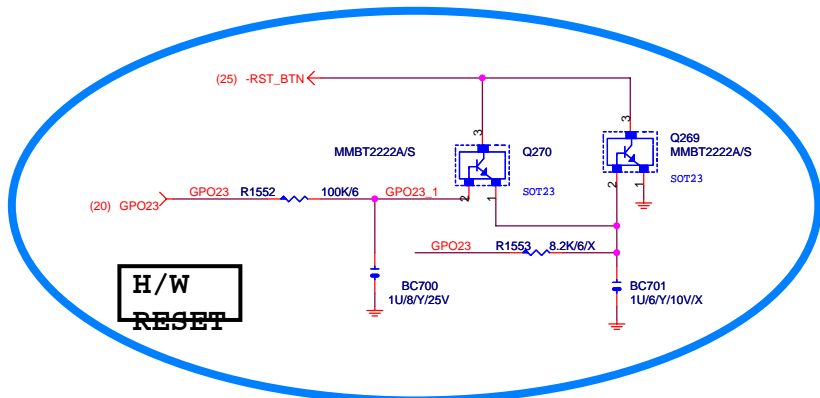 (25) -RST_BTN
3
3
Q269
MMBT2222A/S
MMBT2222A/S
Q270
SOT23
SOT23
2
1
2
1
(20) GPO23
GPO23
R1552
100K/6
GPO23_1
GPO23
R1553
8.2K/6/X
H/W
RESET
BC700
1U/8/Y/25V
BC701
1U/6/Y/10V/X